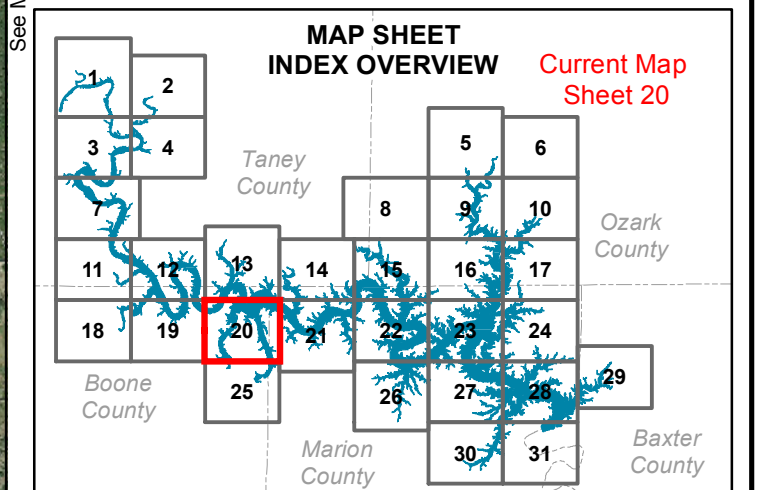 See M
MAP SHEET
INDEX OVERVIEW
Current Map
Sheet 20
1
2
3
4
5
6
Taney
County
7
8
9
10
Ozark
County
11
12
13
14
15
16
17
18
19
20
21
22
23
24
Boone
County
25
26
27
28
29
Marion
County
30
31
Baxter
County